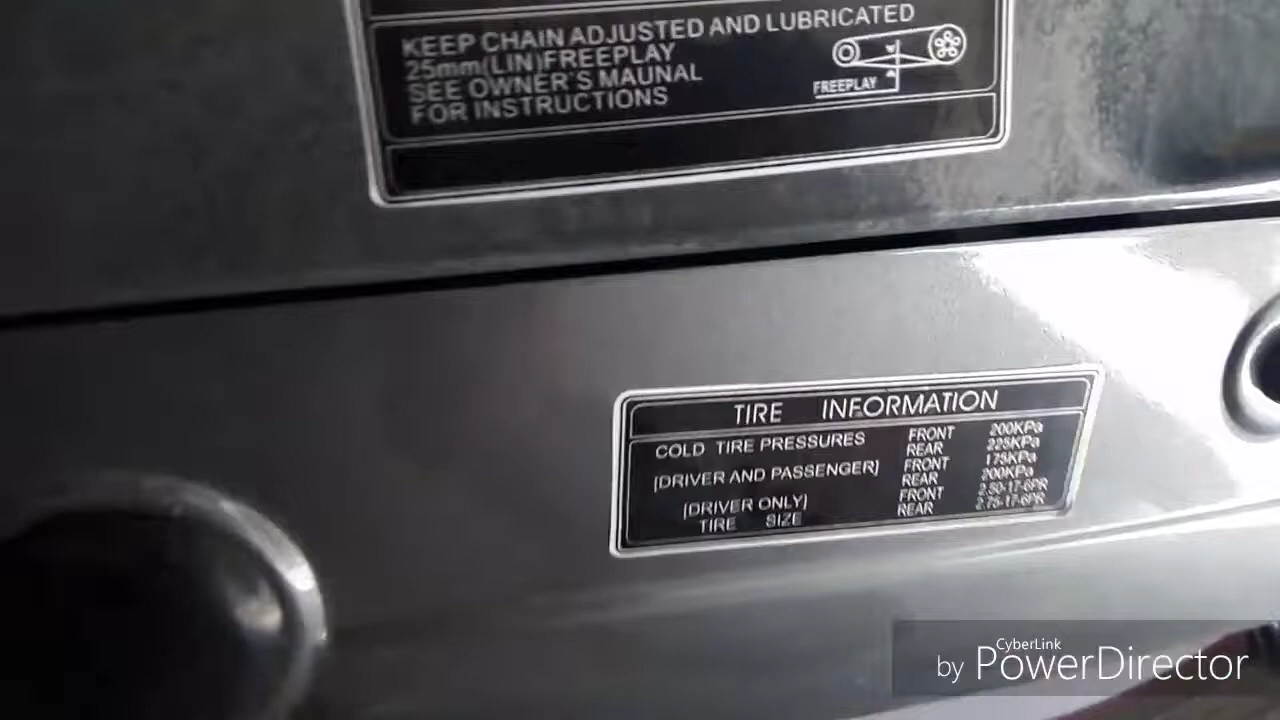 KEEP CHAIN ADJUSTED AND LUBRICATED
25mm(LIN)FREEPLAY
SEE OWNER'S MAUNAL
FOR INSTRUCTIONS
FREEPLAY
TIRE INFORMATION
COLD TIRE PRESSURES FRONT 200KPa
REAR 225KPa
(DRIVER AND PASSENGER) FRONT 175KPa
REAR 200KPa
(DRIVER ONLY) FRONT 2.50-17-6PR
TIRE SIZE REAR 2.75-17-6PR
CyberLink
by PowerDirector